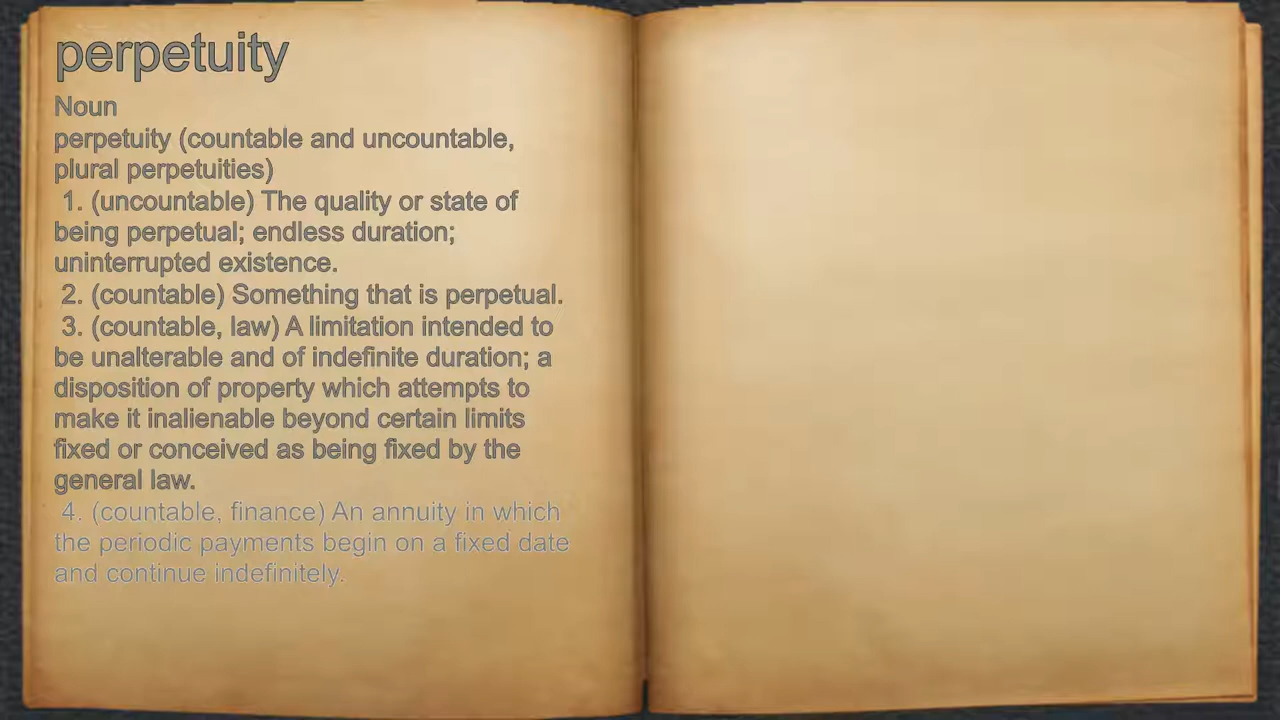 perpetuity
Noun
perpetuity (countable and uncountable,
plural perpetuities)
1. (uncountable) The quality or state of
being perpetual; endless duration;
uninterrupted existence.
2. (countable) Something that is perpetual.
3. (countable, law) A limitation intended to
be unalterable and of indefinite duration; a
disposition of property which attempts to
make it inalienable beyond certain limits
fixed or conceived as being fixed by the
general law.
4. (countable, finance) An annuity in which
the periodic payments begin on a fixed date
and continue indefinitely.